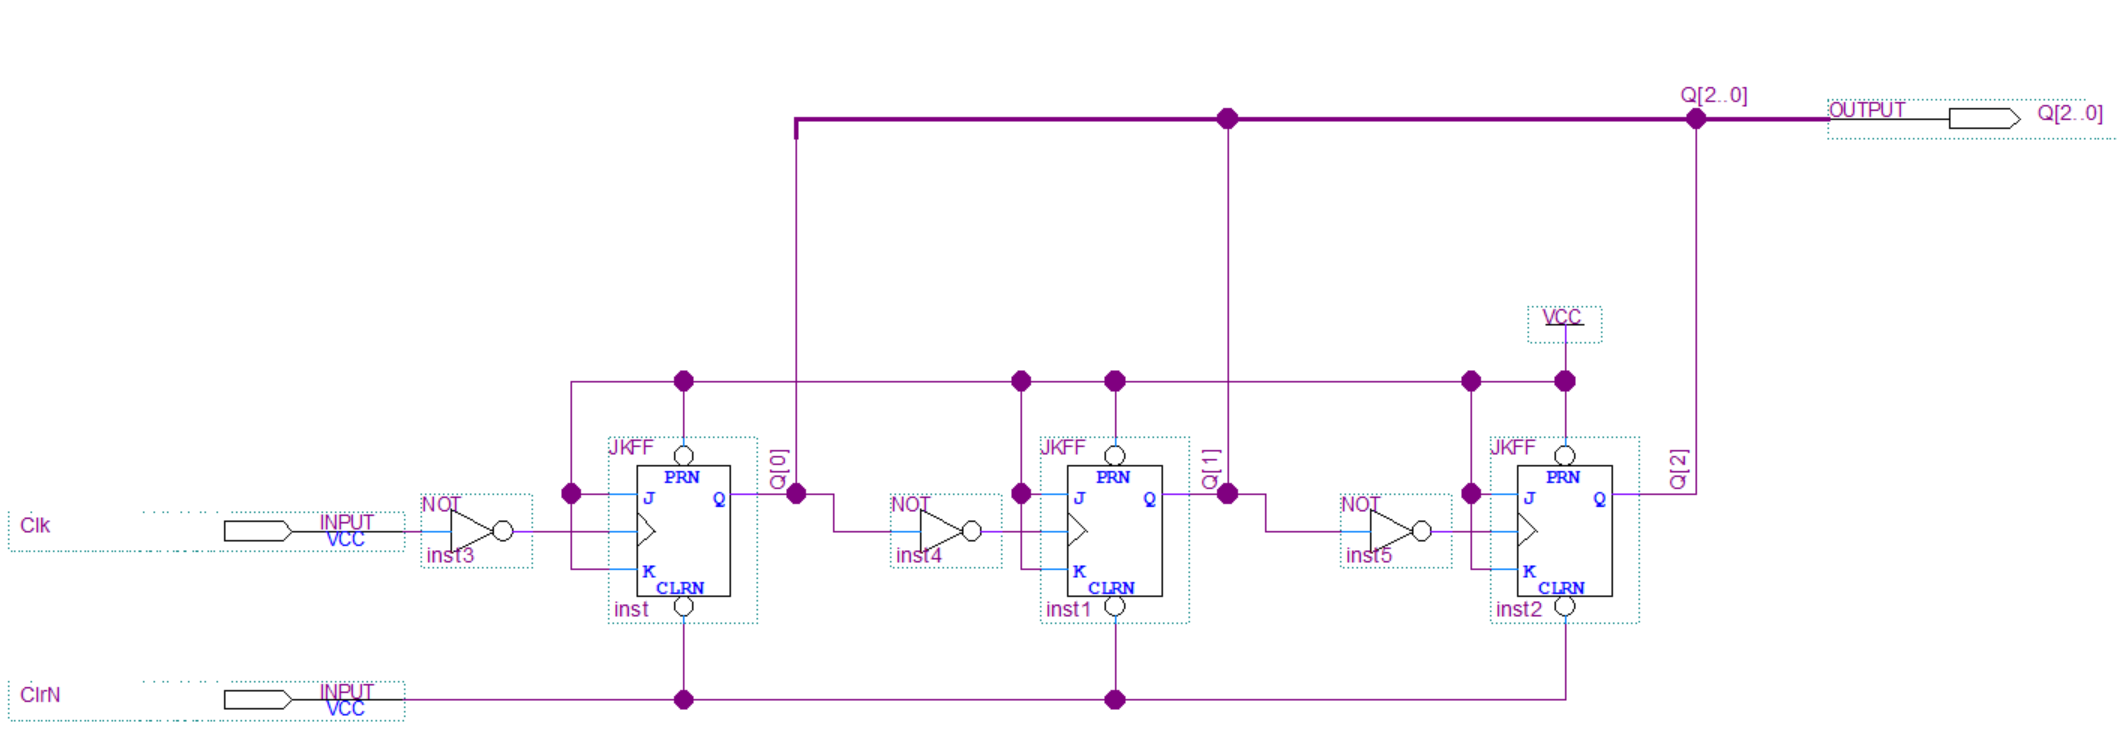 Q[2..0]
OUTPUT
Q[2..0]
VCC
JKFF
PRN
J
Q
K
CLRN
inst
Q[0]
JKFF
PRN
J
Q
K
CLRN
inst1
Q[1]
JKFF
PRN
J
Q
K
CLRN
inst2
Q[2]
Clk
INPUT
VCC
NOT
inst3
NOT
inst4
NOT
inst5
ClrN
INPUT
VCC